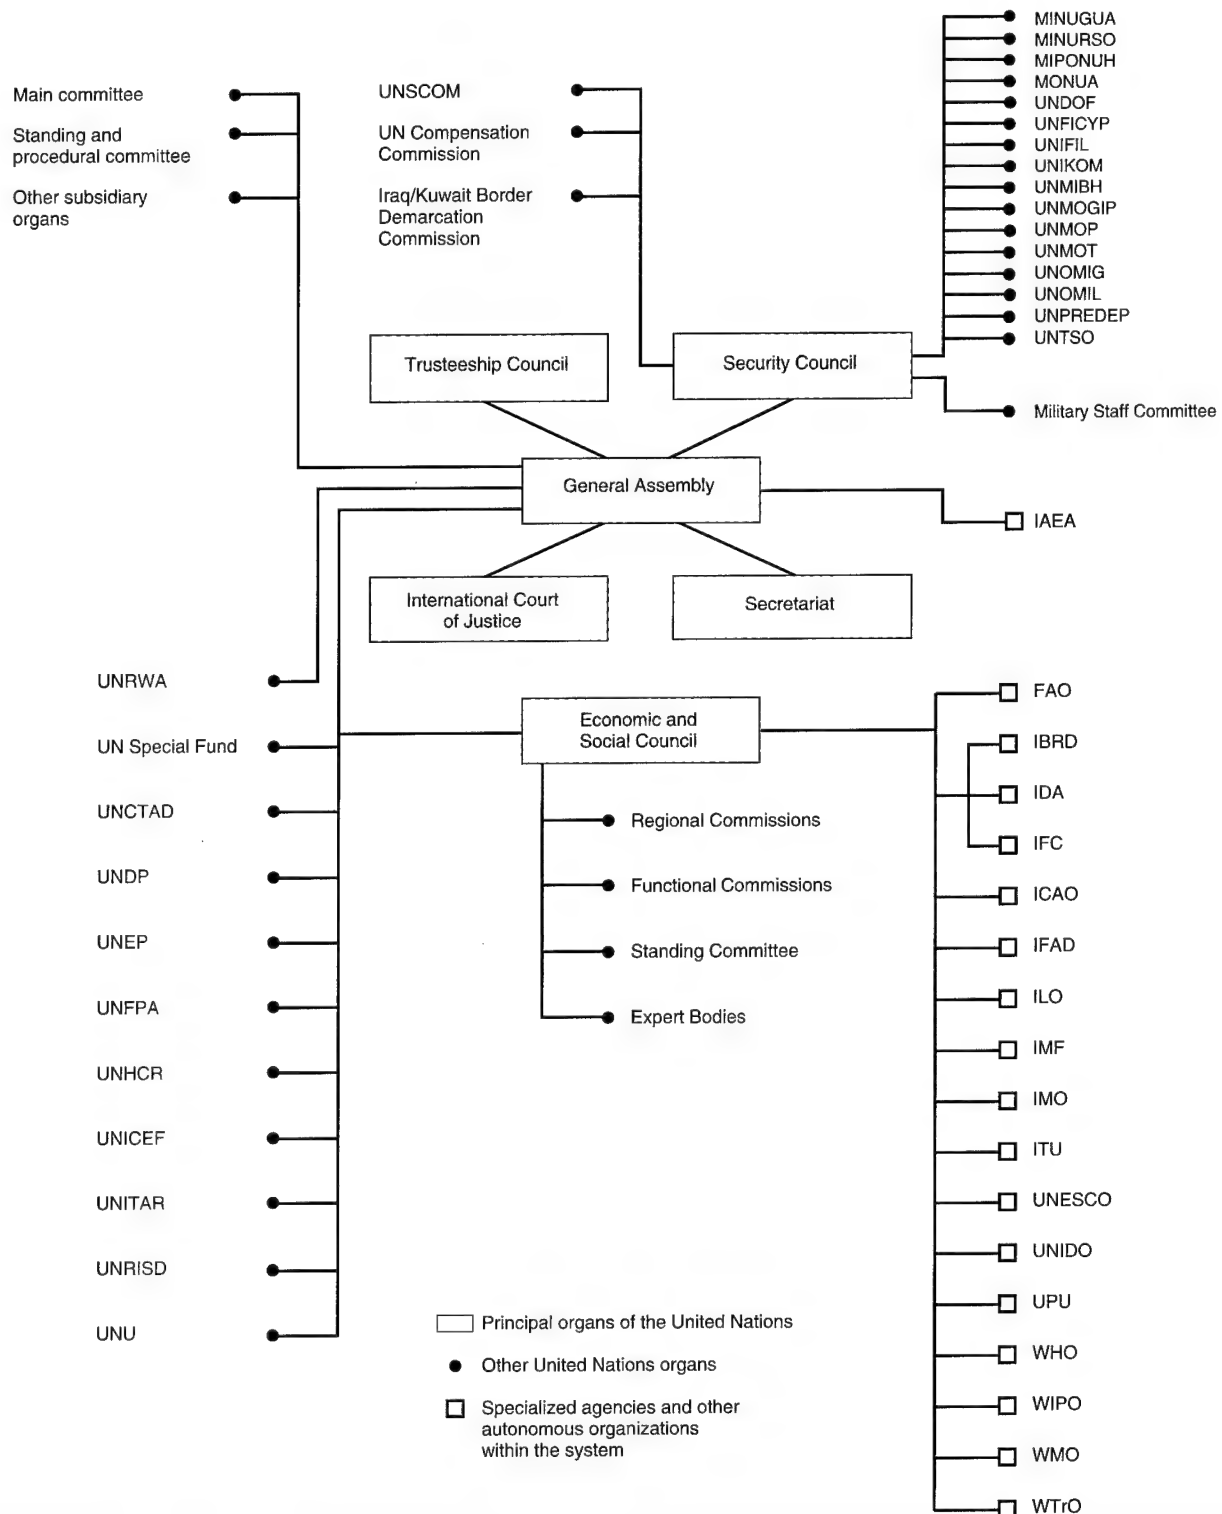 Main committee
Standing and
procedural committee
Other subsidiary
organs
UNSCOM
UN Compensation
Commission
Iraq/Kuwait Border
Demarcation
Commission
MINUGUA
MINURSO
MIPONUH
MONUA
UNDOF
UNFICYP
UNIFIL
UNIKOM
UNMIBH
UNMOGIP
UNMOP
UNMOT
UNOMIG
UNOMIL
UNPREDEP
UNTSO
Military Staff Committee
Trusteeship Council
Security Council
General Assembly
IAEA
International Court
of Justice
Secretariat
UNRWA
UN Special Fund
UNCTAD
UNDP
UNEP
UNFPA
UNHCR
UNICEF
UNITAR
UNRISD
UNU
Economic and
Social Council
Regional Commissions
Functional Commissions
Standing Committee
Expert Bodies
FAO
IBRD
IDA
IFC
ICAO
IFAD
ILO
IMF
IMO
ITU
UNESCO
UNIDO
UPU
WHO
WIPO
WMO
WTrO
Principal organs of the United Nations
Other United Nations organs
Specialized agencies and other
autonomous organizations
within the system